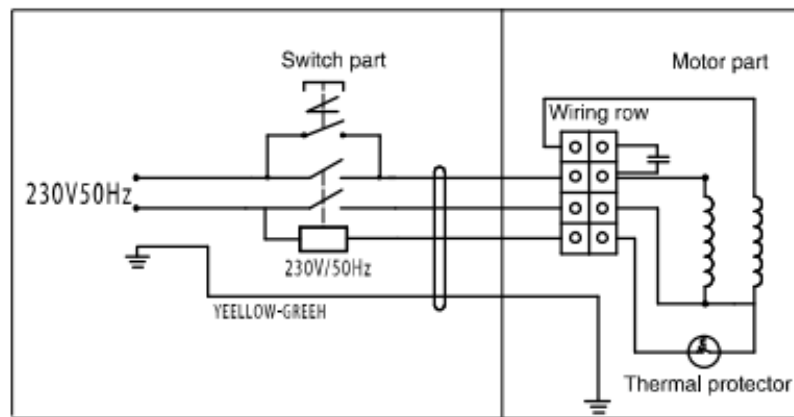 Switch part
Motor part
Wiring row
230V50Hz
230V/50Hz
YEELLOW-GREEH
Thermal protector